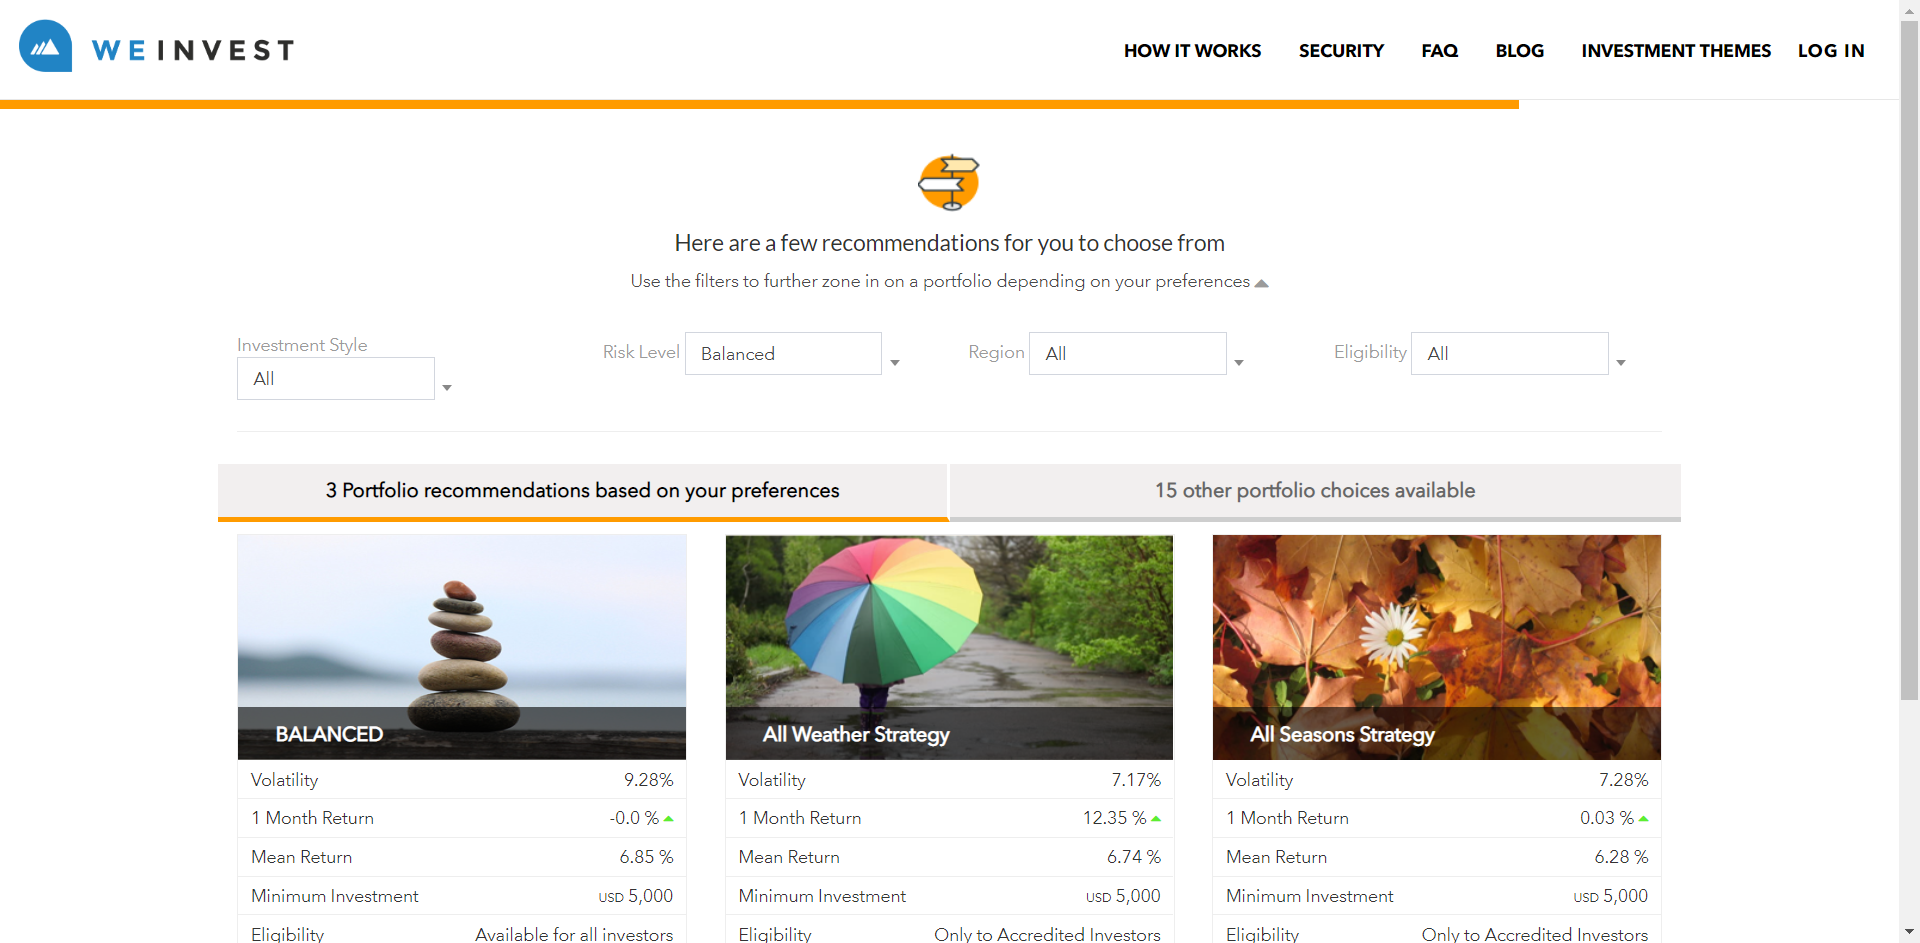 WEINVEST
HOW IT WORKS SECURITY FAQ BLOG INVESTMENT THEMES LOG IN
Here are a few recommendations for you to choose from
Use the filters to further zone in on a portfolio depending on your preferences
Investment Style
All
Risk Level Balanced
Region All
Eligibility All
3 Portfolio recommendations based on your preferences
15 other portfolio choices available
BALANCED
Volatility 9.28%
1 Month Return -0.0 %
Mean Return 6.85 %
Minimum Investment USD 5,000
Eligibility Available for all investors
All Weather Strategy
Volatility 7.17%
1 Month Return 12.35 %
Mean Return 6.74 %
Minimum Investment USD 5,000
Eligibility Only to Accredited Investors
All Seasons Strategy
Volatility 7.28%
1 Month Return 0.03 %
Mean Return 6.28 %
Minimum Investment USD 5,000
Eligibility Only to Accredited Investors